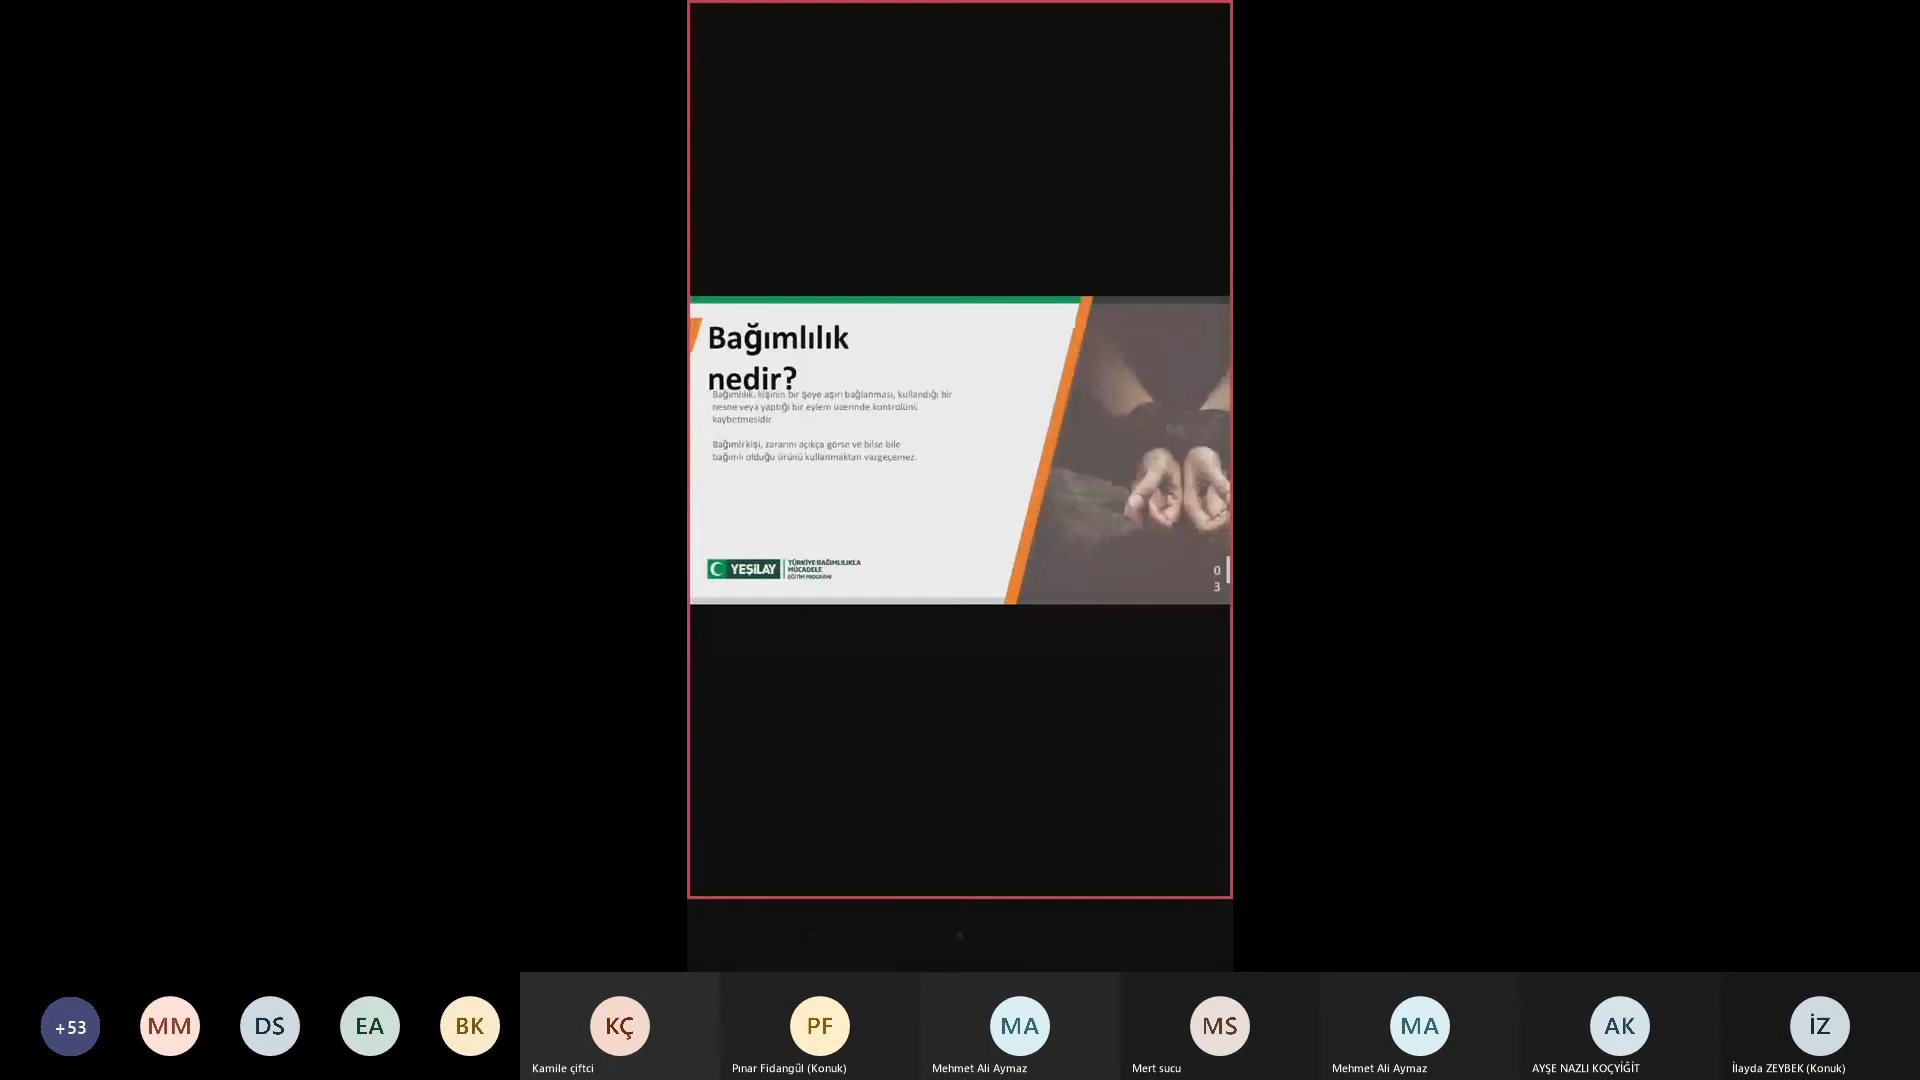 Bağımlılık
nedir?
Bağımlılık, kişinin bir şeye aşırı bağlanması, kullandığı bir
nesne veya yaptığı bir eylem üzerinde kontrolünü
kaybetmesidir
Bağımlı kişi, zararını açıkça görse ve bilse bile
bağımlı olduğu ürünü kullanmaktan vazgeçemez.
YEŞİLAY
TÜRKİYE BAĞIMLILIKLA
MÜCADELE
EĞİTİM PROGRAMI
0
3
+53
MM
DS
EA
BK
KÇ
PF
MA
MS
MA
AK
İZ
Kamile çiftci
Pınar Fidangül (Konuk)
Mehmet Ali Aymaz
Mert sucu
Mehmet Ali Aymaz
AYŞE NAZLI KOÇYİĞİT
İlayda ZEYBEK (Konuk)